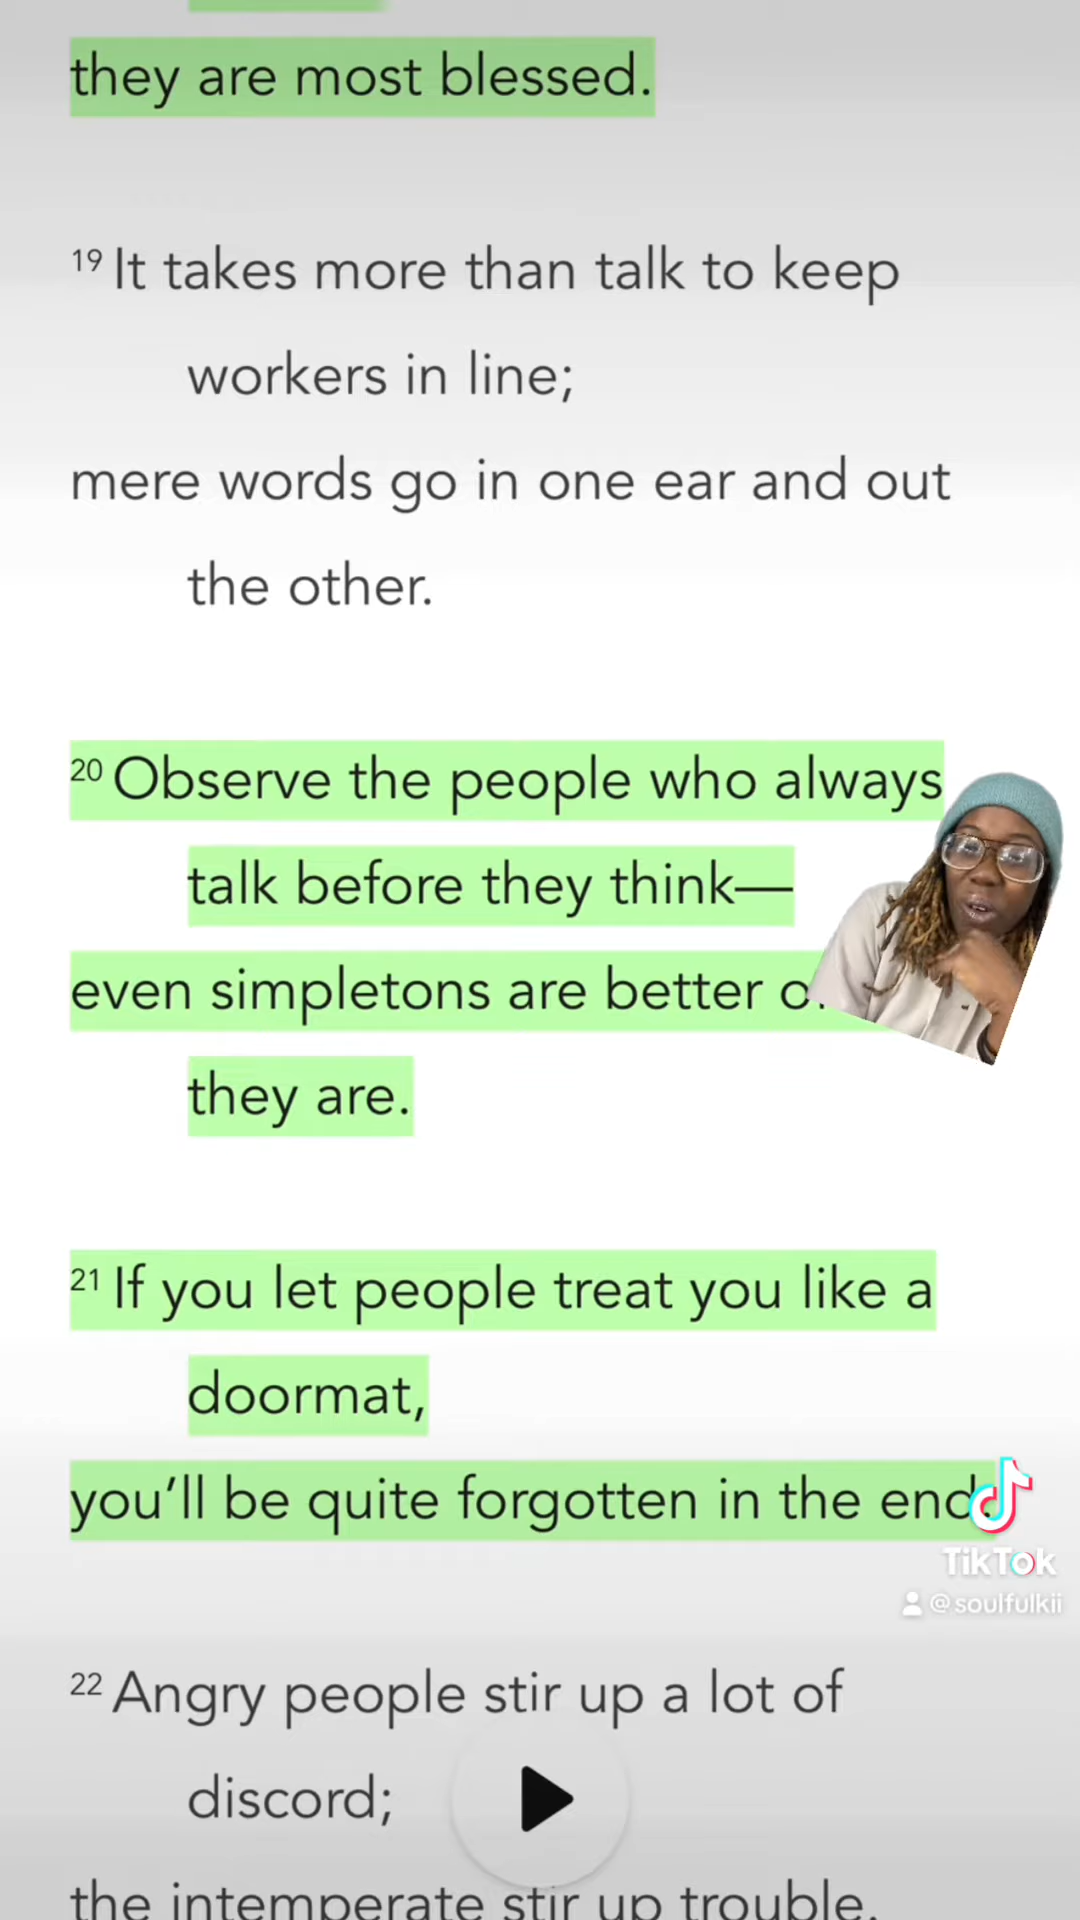 they are most blessed.
19 It takes more than talk to keep
workers in line;
mere words go in one ear and out
the other.
20 Observe the people who always
talk before they think—
even simpletons are better
they are.
21 If you let people treat you like a
doormat,
you’ll be quite forgotten in the end.
TikTok
@soulfulkii
22 Angry people stir up a lot of
discord;
the intemperate stir up trouble.